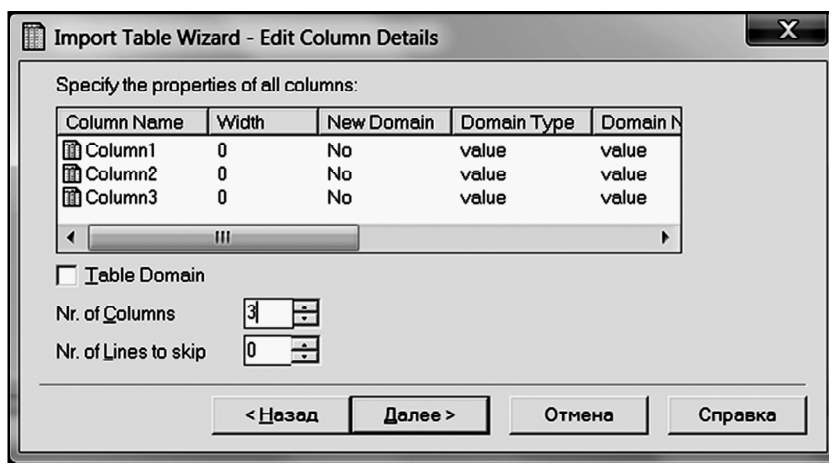 Import Table Wizard - Edit Column Details
X
Specify the properties of all columns:
Column Name Width New Domain Domain Type Domain N
Column1 0 No value value
Column2 0 No value value
Column3 0 No value value
Table Domain
Nr. of Columns 3
Nr. of Lines to skip 0
< Назад Далее > Отмена Справка